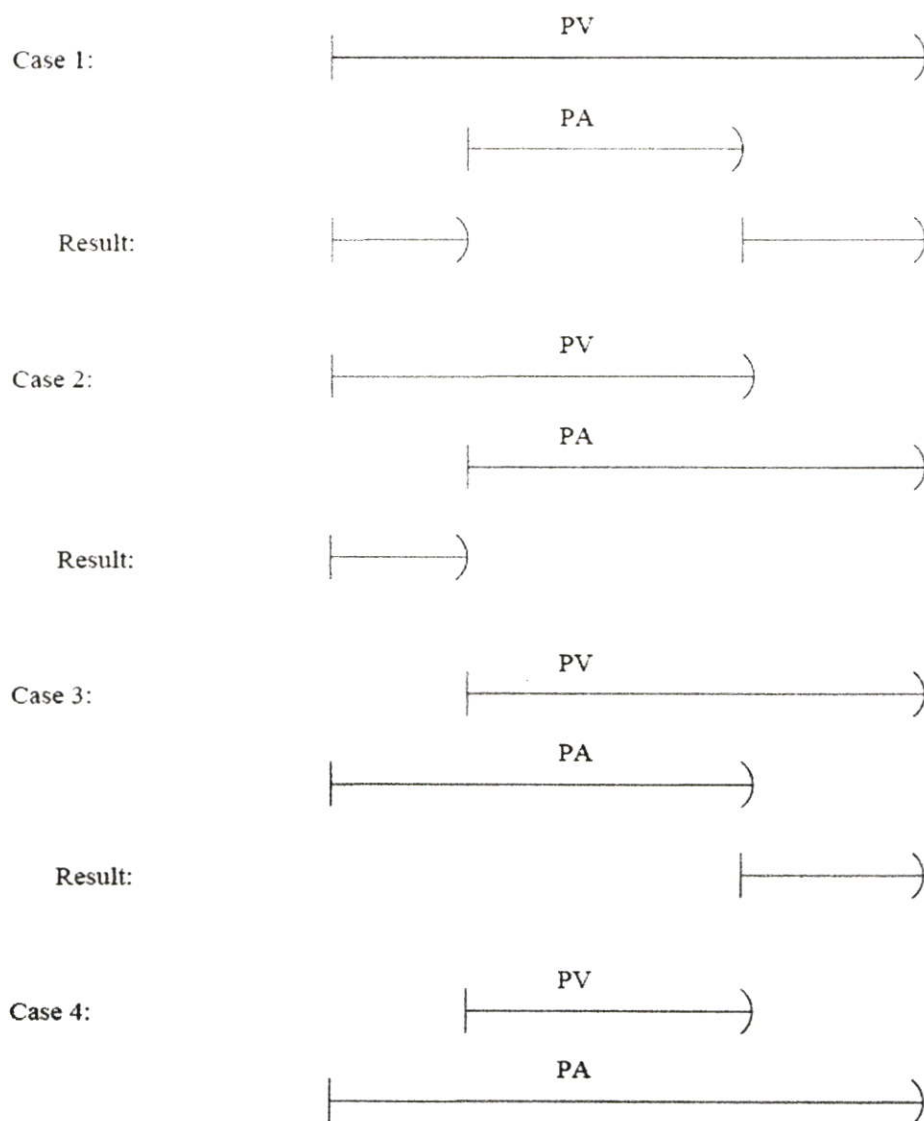 PV
Case 1:
PA
Result:
PV
Case 2:
PA
Result:
PV
Case 3:
PA
Result:
PV
Case 4:
PA